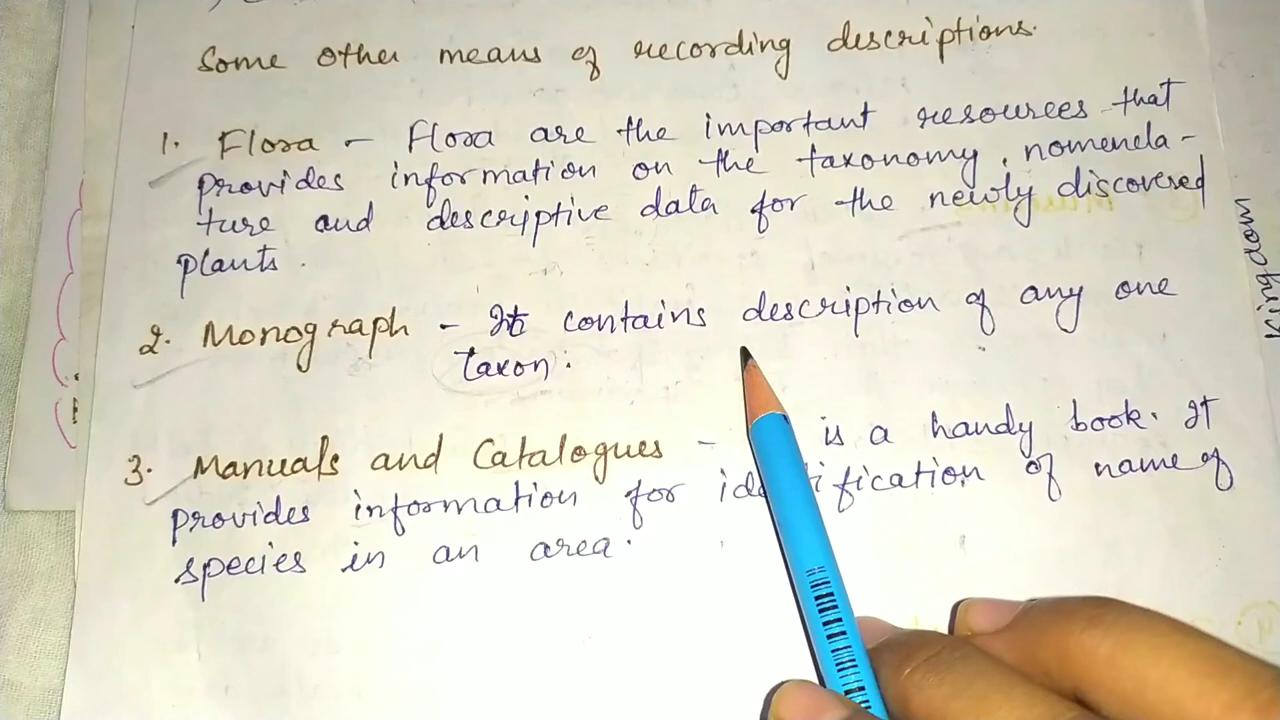 Some other means of recording descriptions.
1. Flora - Flora are the important resources that
provides information on the taxonomy, nomencla-
ture and descriptive data for the newly discovered
plants.
2. Monograph - It contains description of any one
taxon.
3. Manuals and Catalogues - is a handy book. It
provides information for identification of name of
species in an area.
Kingdom